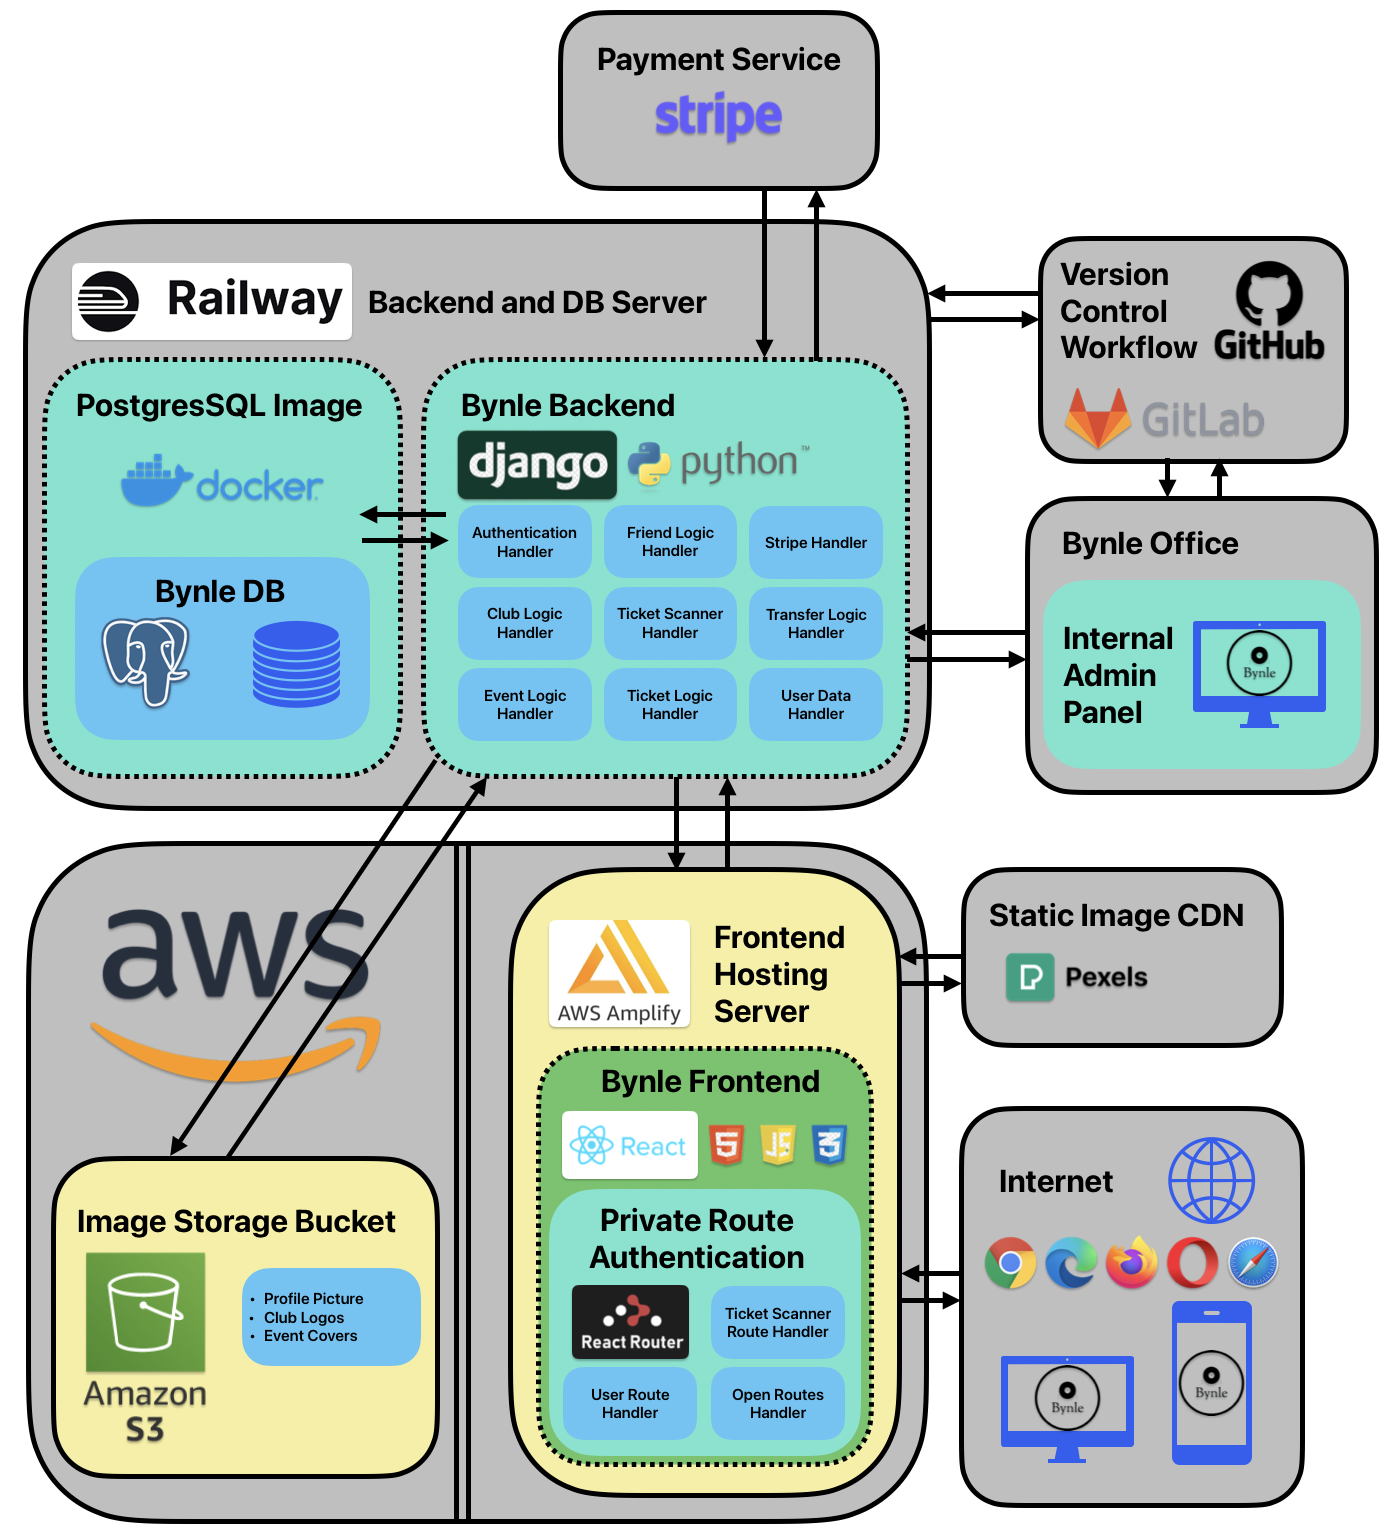 Payment Service
stripe
Railway
Backend and DB Server
PostgresSQL Image
docker
Bynle DB
Bynle Backend
django
python™
Authentication
Handler
Friend Logic
Handler
Stripe Handler
Club Logic
Handler
Ticket Scanner
Handler
Transfer Logic
Handler
Event Logic
Handler
Ticket Logic
Handler
User Data
Handler
Version
Control
Workflow
GitHub
GitLab
Bynle Office
Internal
Admin
Panel
Bynle
aws
Image Storage Bucket
Amazon
S3
• Profile Picture
• Club Logos
• Event Covers
AWS Amplify
Frontend
Hosting
Server
Bynle Frontend
React
5
JS
3
Private Route
Authentication
React Router
Ticket Scanner
Route Handler
User Route
Handler
Open Routes
Handler
Static Image CDN
Pexels
Internet
Bynle
Bynle